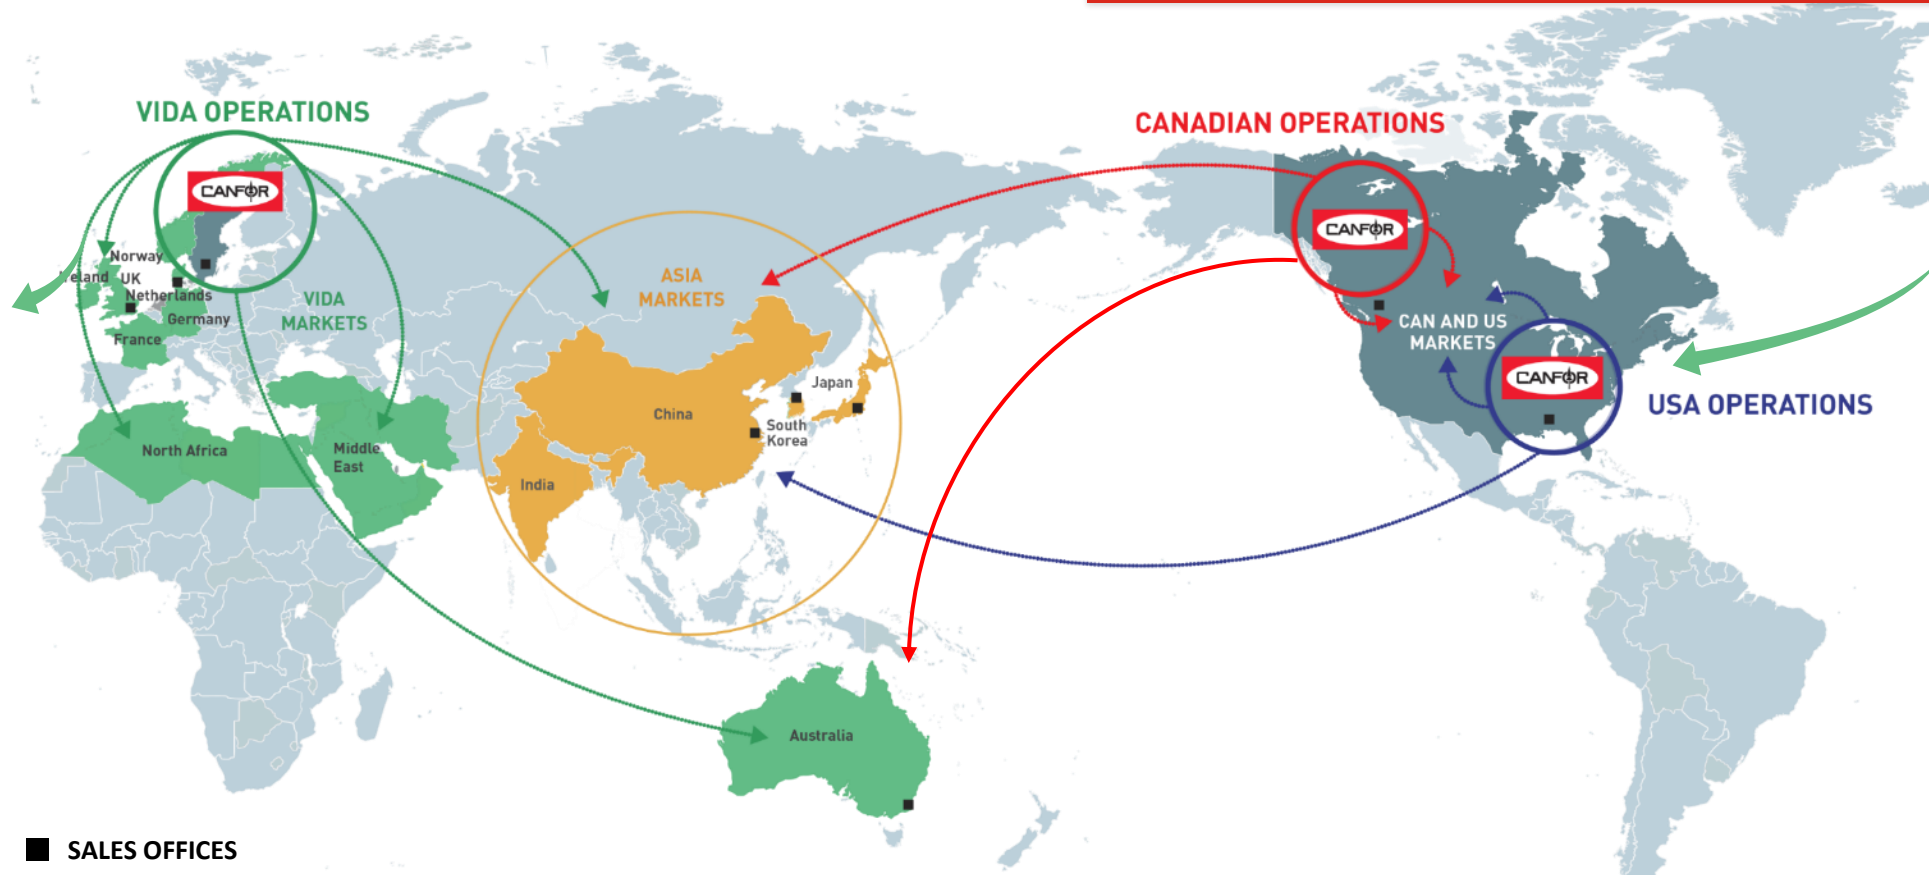 VIDA OPERATIONS
CANADIAN OPERATIONS
CANFOR
CANFOR
Norway
UK
Netherlands
Germany
France
VIDA
MARKETS
ASIA
MARKETS
CAN AND US
MARKETS
CANFOR
USA OPERATIONS
China
Japan
South
Korea
India
North Africa
Middle
East
Australia
SALES OFFICES